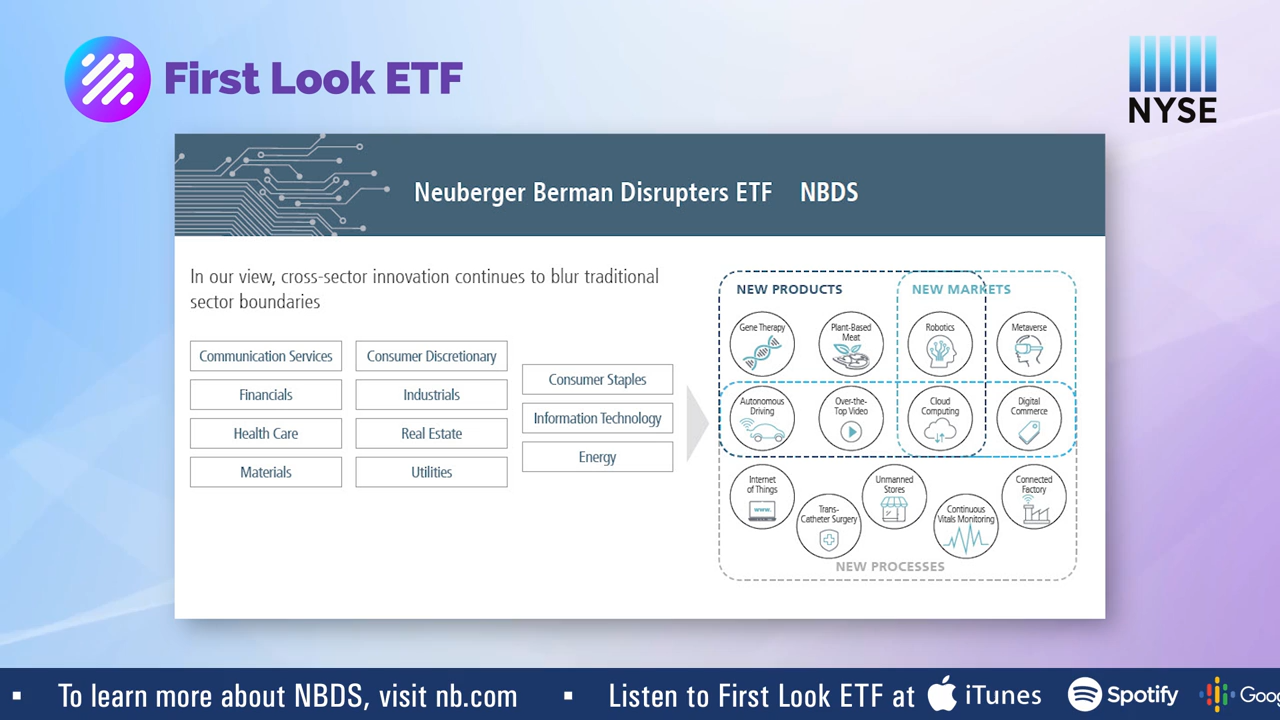 First Look ETF
NYSE
Neuberger Berman Disrupters ETF NBDS
In our view, cross-sector innovation continues to blur traditional
sector boundaries
Communication Services
Consumer Discretionary
Consumer Staples
Financials
Industrials
Information Technology
Health Care
Real Estate
Energy
Materials
Utilities
NEW PRODUCTS
NEW MARKETS
Gene Therapy
Plant-Based
Meat
Robotics
Metaverse
Autonomous
Driving
Over-the-
Top Video
Cloud
Computing
Digital
Commerce
Internet
of Things
www.
Trans-
Catheter Surgery
Unmanned
Stores
Continuous
Vitals Monitoring
Connected
Factory
NEW PROCESSES
▪ To learn more about NBDS, visit nb.com ▪ Listen to First Look ETF at iTunes Spotify Goog